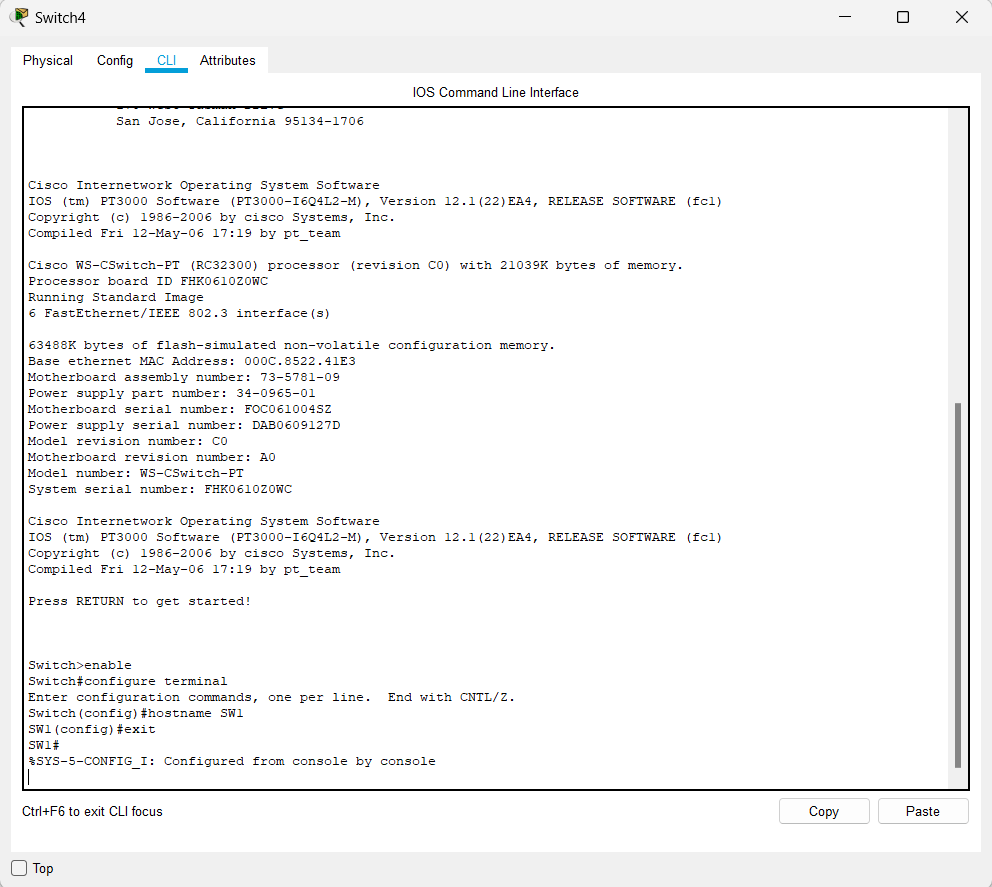 Switch4
Physical
Config
CLI
Attributes
IOS Command Line Interface
San Jose, California 95134-1706
Cisco Internetwork Operating System Software
IOS (tm) PT3000 Software (PT3000-I6Q4L2-M), Version 12.1(22)EA4, RELEASE SOFTWARE (fc1)
Copyright (c) 1986-2006 by cisco Systems, Inc.
Compiled Fri 12-May-06 17:19 by pt_team
Cisco WS-CSwitch-PT (RC32300) processor (revision C0) with 21039K bytes of memory.
Processor board ID FHK0610Z0WC
Running Standard Image
6 FastEthernet/IEEE 802.3 interface(s)
63488K bytes of flash-simulated non-volatile configuration memory.
Base ethernet MAC Address: 000C.8522.41E3
Motherboard assembly number: 73-5781-09
Power supply part number: 34-0965-01
Motherboard serial number: FOC061004SZ
Power supply serial number: DAB0609127D
Model revision number: C0
Motherboard revision number: A0
Model number: WS-CSwitch-PT
System serial number: FHK0610Z0WC
Cisco Internetwork Operating System Software
IOS (tm) PT3000 Software (PT3000-I6Q4L2-M), Version 12.1(22)EA4, RELEASE SOFTWARE (fc1)
Copyright (c) 1986-2006 by cisco Systems, Inc.
Compiled Fri 12-May-06 17:19 by pt_team
Press RETURN to get started!
Switch>enable
Switch#configure terminal
Enter configuration commands, one per line.  End with CNTL/Z.
Switch(config)#hostname SW1
SW1(config)#exit
SW1#
%SYS-5-CONFIG_I: Configured from console by console
Ctrl+F6 to exit CLI focus
Copy
Paste
Top